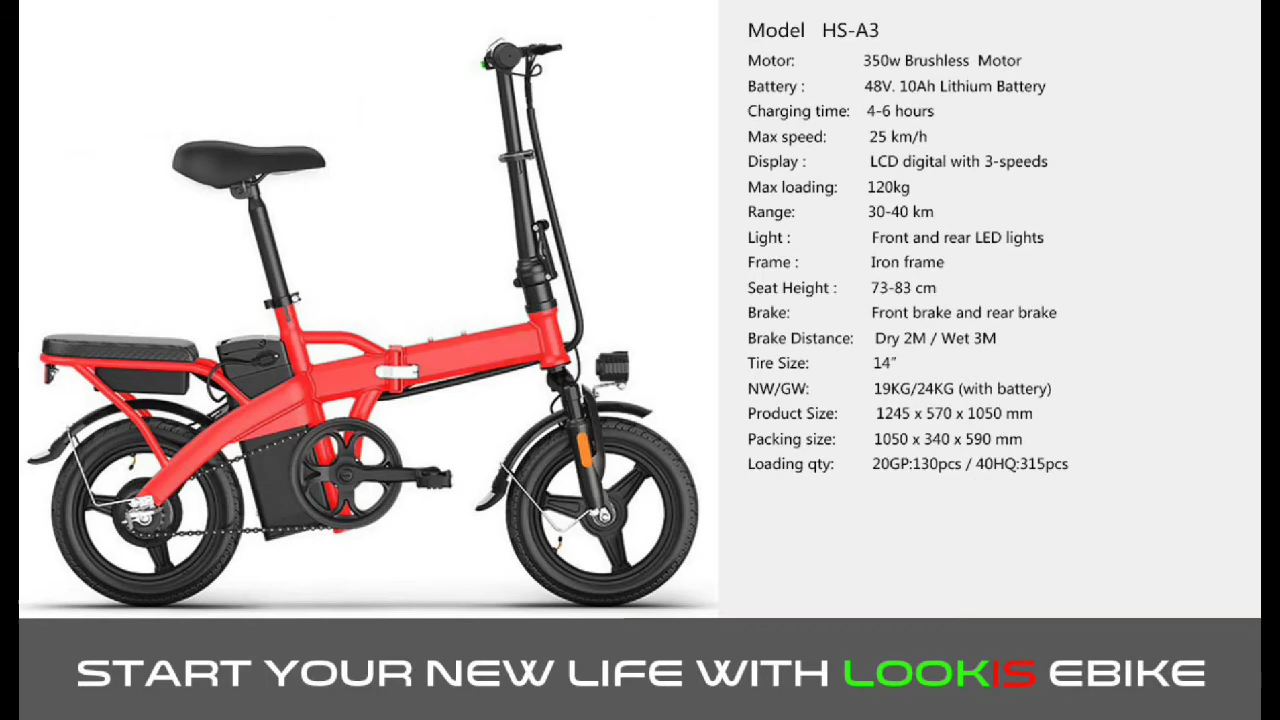 Model HS-A3
Motor: 350w Brushless Motor
Battery : 48V. 10Ah Lithium Battery
Charging time: 4-6 hours
Max speed: 25 km/h
Display : LCD digital with 3-speeds
Max loading: 120kg
Range: 30-40 km
Light : Front and rear LED lights
Frame : Iron frame
Seat Height : 73-83 cm
Brake: Front brake and rear brake
Brake Distance: Dry 2M / Wet 3M
Tire Size: 14"
NW/GW: 19KG/24KG (with battery)
Product Size: 1245 x 570 x 1050 mm
Packing size: 1050 x 340 x 590 mm
Loading qty: 20GP:130pcs / 40HQ:315pcs
START YOUR NEW LIFE WITH LOOKIS EBIKE